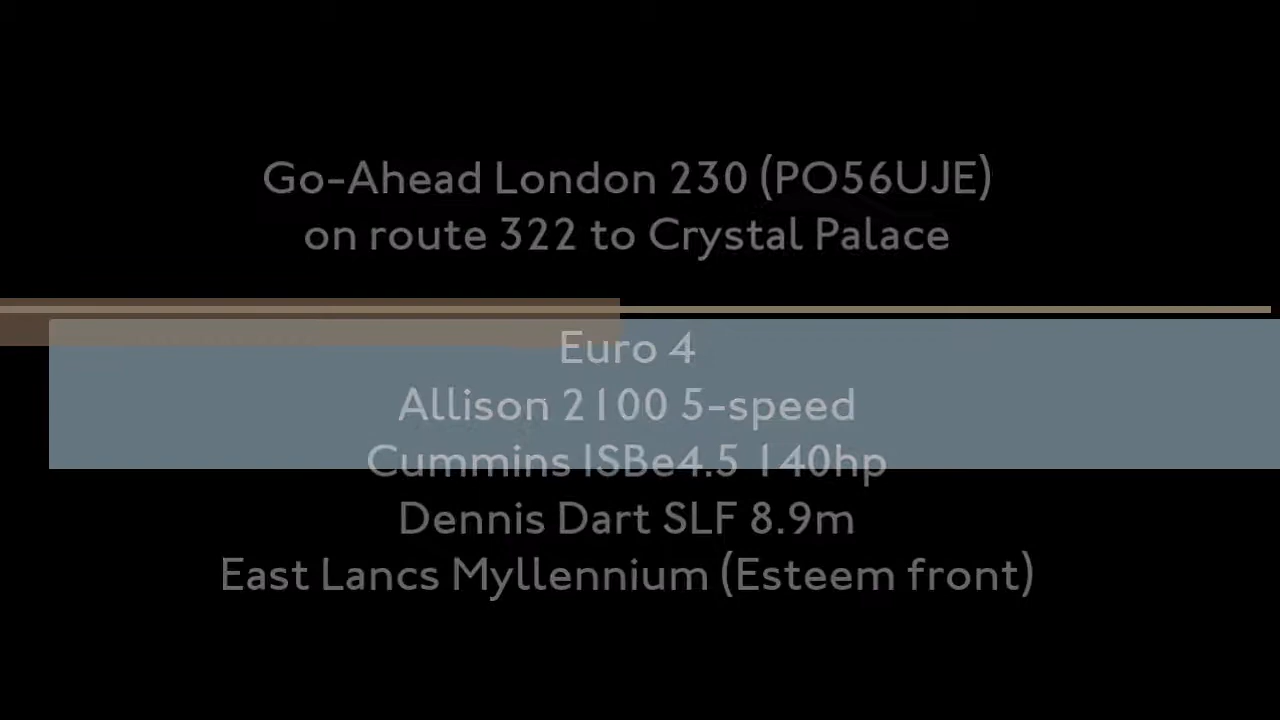 Go-Ahead London 230 (PO56UJE)
on route 322 to Crystal Palace
Euro 4
Allison 2100 5-speed
Cummins ISBe4.5 140hp
Dennis Dart SLF 8.9m
East Lancs Myllennium (Esteem front)